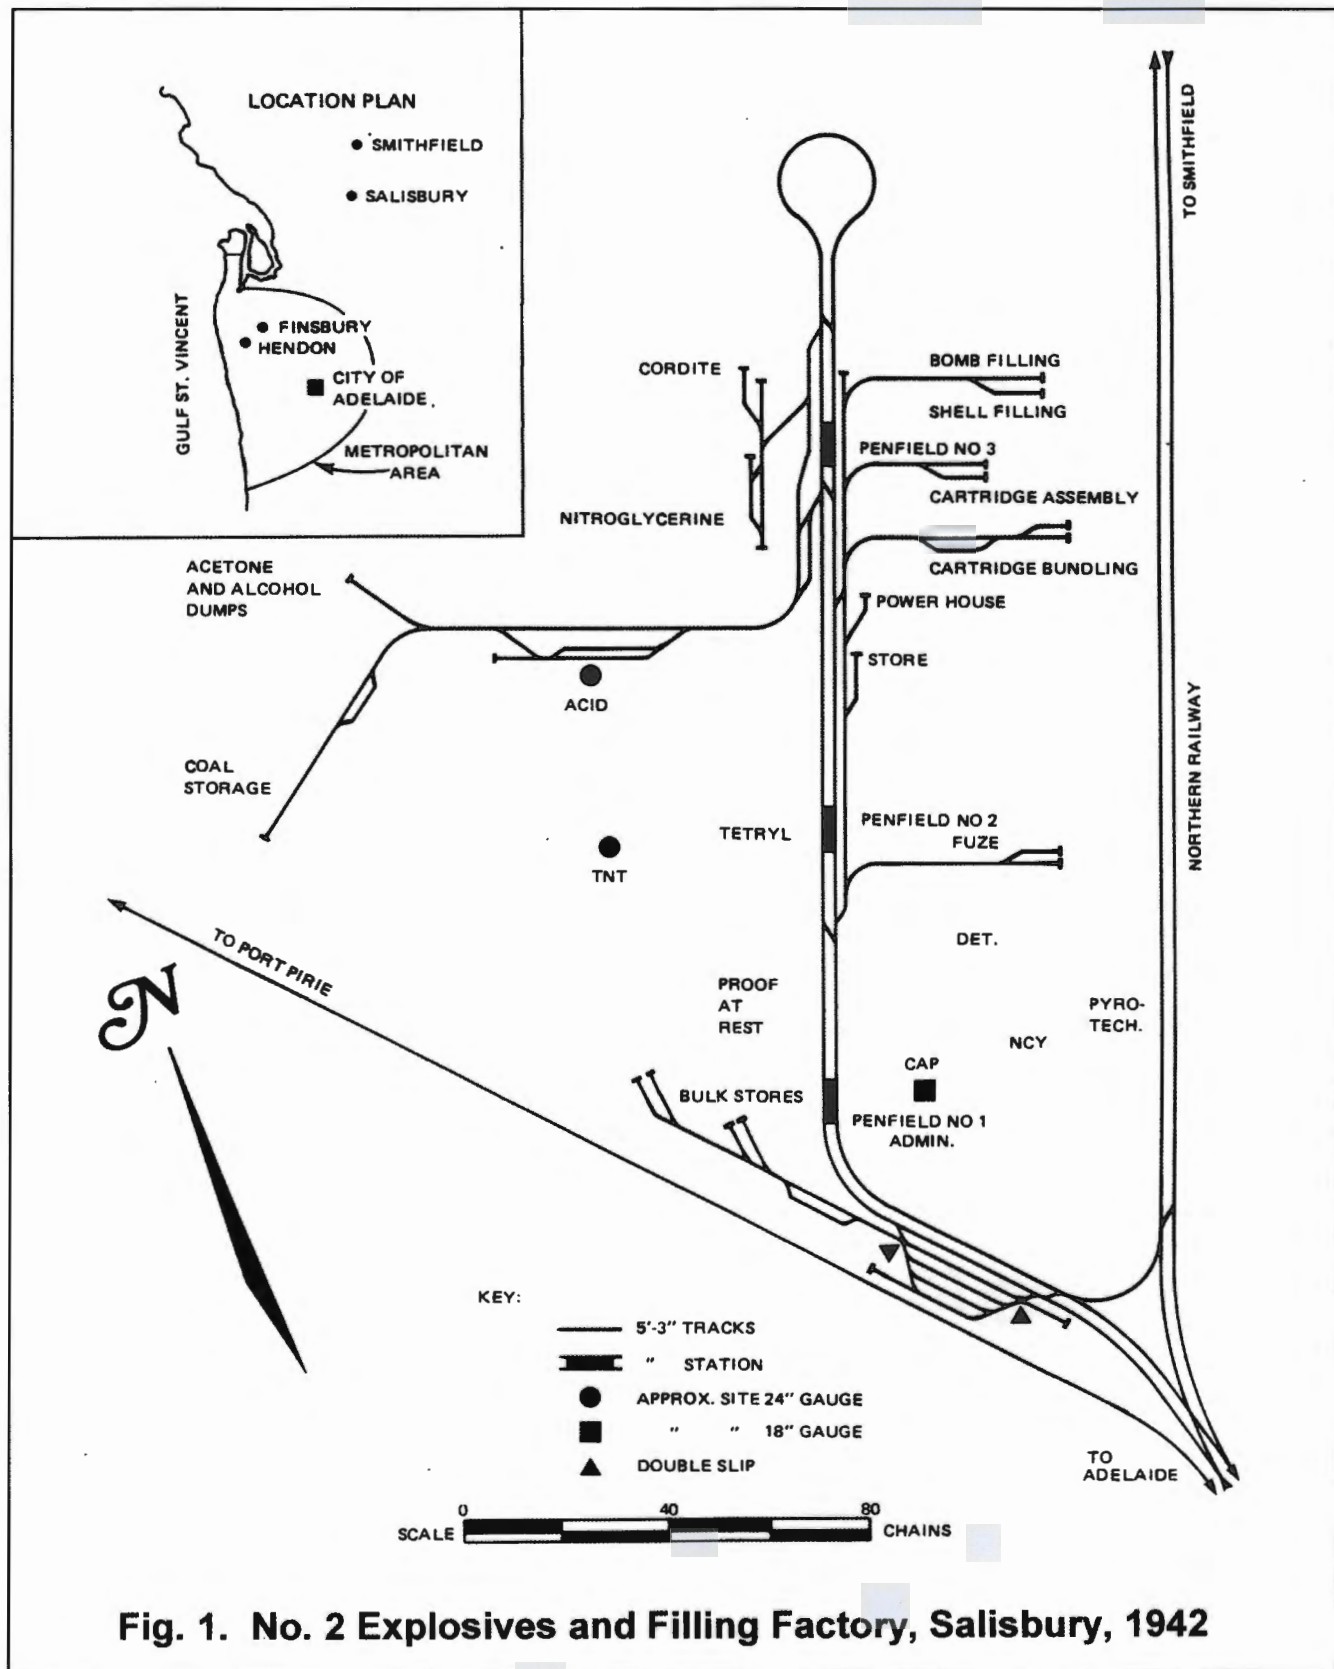 LOCATION PLAN
SMITHFIELD
SALISBURY
GULF ST. VINCENT
FINSBURY
HENDON
CITY OF
ADELAIDE
METROPOLITAN
AREA
TO SMITHFIELD
CORDITE
BOMB FILLING
SHELL FILLING
PENFIELD NO 3
CARTRIDGE ASSEMBLY
NITROGLYCERINE
CARTRIDGE BUNDLING
ACETONE
AND ALCOHOL
DUMPS
POWER HOUSE
STORE
ACID
NORTHERN RAILWAY
COAL
STORAGE
TETRYL
PENFIELD NO 2
FUZE
TNT
TO PORT PIRIE
DET.
N
PROOF
AT
REST
PYRO-
TECH.
NCY
CAP
BULK STORES
PENFIELD NO 1
ADMIN.
KEY:
5'-3" TRACKS
" STATION
APPROX. SITE 24" GAUGE
" " 18" GAUGE
DOUBLE SLIP
TO
ADELAIDE
0 40 80
SCALE CHAINS
Fig. 1. No. 2 Explosives and Filling Factory, Salisbury, 1942